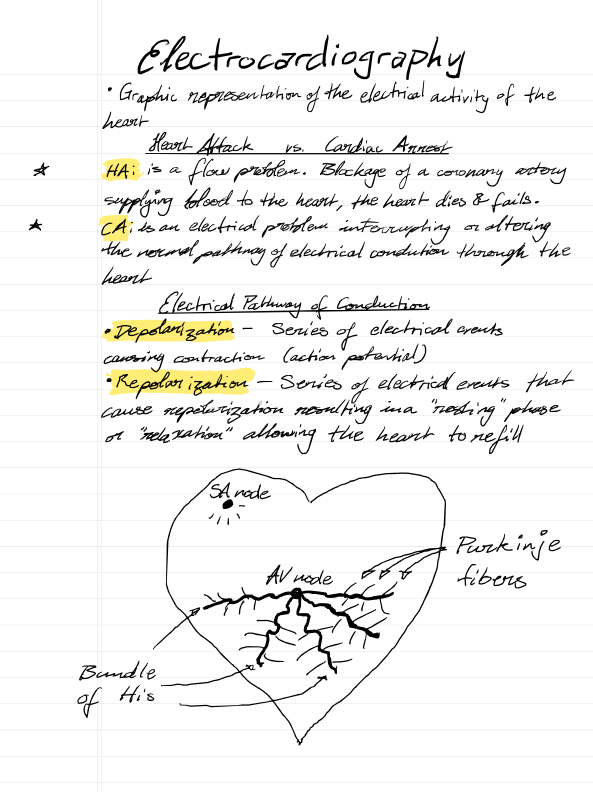 Electrocardiography
• Graphic representation of the electrical activity of the
heart
Heart Attack vs. Cardiac Arrest
HA: is a flow problem. Blockage of a coronary artery
supplying blood to the heart, the heart dies & fails.
CA: is an electrical problem interrupting or altering
the normal pathway of electrical condution through the
heart
Electrical Pathway of Conduction
• Depolarization - Series of electrical events
causing contraction (action potential)
• Repolarization - Series of electrical events that
cause repolarization resulting in a "resting" phase
or "relaxation" allowing the heart to refill
SA node
AV node
Purkinje
fibers
Bundle
of His